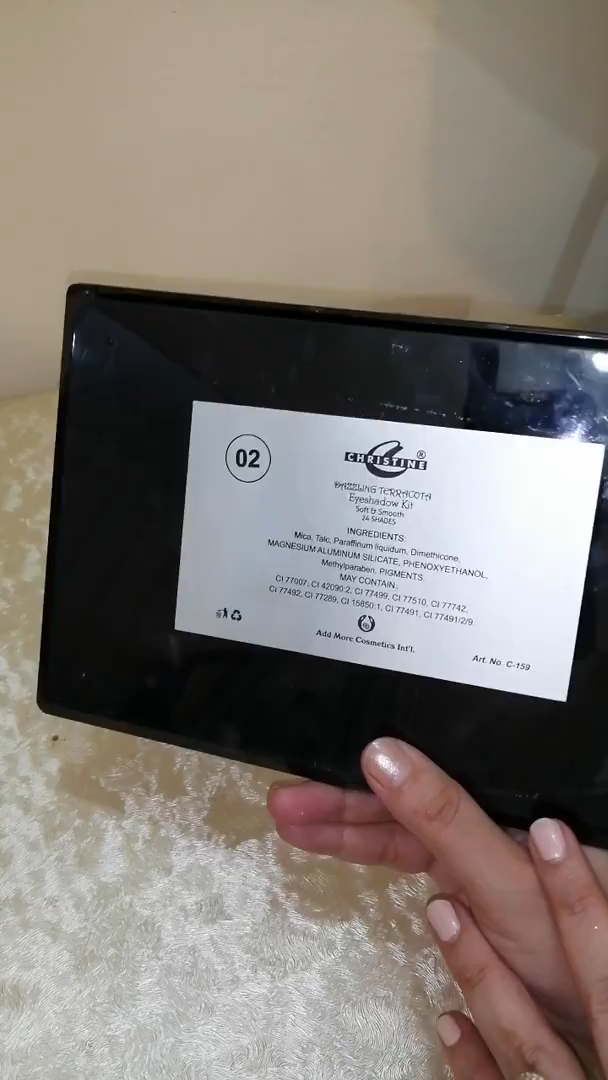 02
CHRISTINE®
DAZZLING TERRACOTA
Eyeshadow Kit
Soft & Smooth
24 SHADES
INGREDIENTS:
Mica, Talc, Paraffinum liquidum, Dimethicone,
MAGNESIUM ALUMINUM SILICATE, PHENOXYETHANOL,
Methylparaben, PIGMENTS.
MAY CONTAIN:
CI 77007, CI 42090:2, CI 77499, CI 77510, CI 77742,
CI 77492, CI 77289, CI 15850:1, CI 77491, CI 77491/2/9.
Add More Cosmetics Int'l.
Art. No. C-159